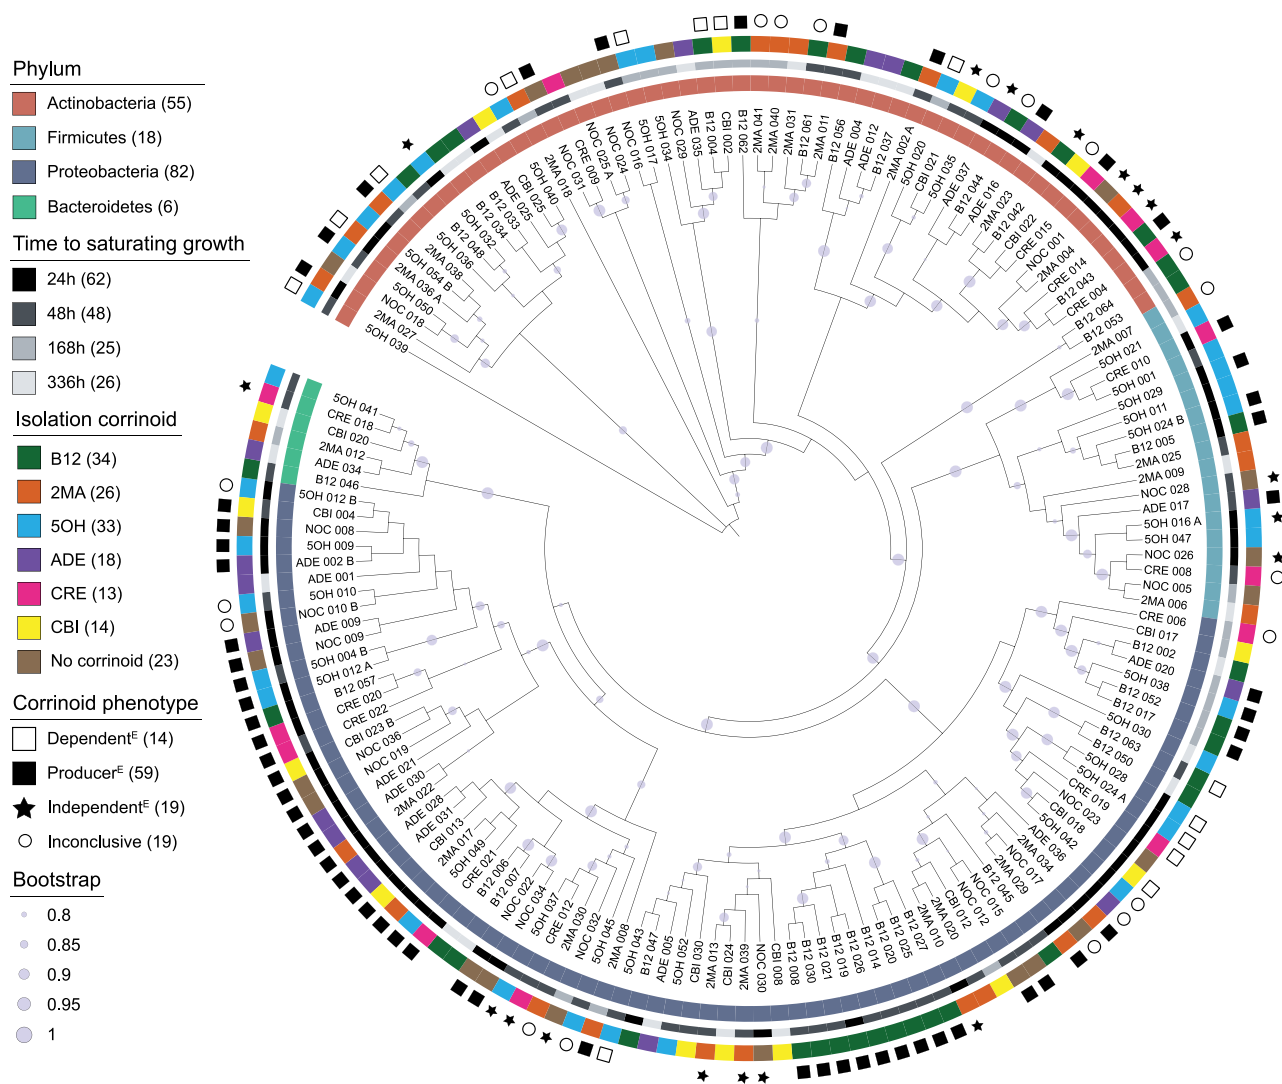 Phylum
Actinobacteria (55)
Firmicutes (18)
Proteobacteria (82)
Bacteroidetes (6)
Time to saturating growth
24h (62)
48h (48)
168h (25)
336h (26)
Isolation corrinoid
B12 (34)
2MA (26)
5OH (33)
ADE (18)
CRE (13)
CBI (14)
No corrinoid (23)
Corrinoid phenotype
Dependentᴱ (14)
Producerᴱ (59)
Independentᴱ (19)
Inconclusive (19)
Bootstrap
0.8
0.85
0.9
0.95
1
5OH 039
2MA 027
NOC 018
5OH 050
2MA 036 A
5OH 054 B
2MA 038
5OH 036
B12 048
5OH 032
B12 034
B12 033
ADE 025
CBI 025
5OH 040
2MA 018
NOC 031
CRE 009
NOC 025 A
NOC 024
NOC 016
5OH 017
5OH 034
NOC 029
ADE 035
B12 004
CBI 002
B12 062
2MA 041
2MA 040
2MA 031
B12 061
2MA 011
B12 056
ADE 004
ADE 012
B12 037
2MA 002 A
5OH 020
CBI 021
5OH 035
ADE 037
B12 044
ADE 016
2MA 023
B12 042
CBI 022
CRE 015
NOC 001
2MA 004
CRE 014
B12 043
CRE 004
B12 064
B12 053
2MA 007
5OH 021
CRE 010
5OH 001
5OH 029
5OH 011
5OH 024 B
B12 005
2MA 025
2MA 009
NOC 028
ADE 017
5OH 016 A
5OH 047
NOC 026
CRE 008
NOC 005
2MA 006
CRE 006
CBI 017
B12 002
ADE 020
5OH 038
B12 052
B12 017
5OH 030
B12 063
B12 050
5OH 028
5OH 024 A
CRE 019
NOC 023
CBI 018
5OH 042
ADE 036
2MA 034
NOC 017
2MA 029
B12 045
NOC 015
NOC 012
CBI 012
2MA 020
2MA 010
B12 027
B12 025
B12 020
B12 014
B12 026
B12 019
B12 021
B12 030
B12 008
CBI 008
NOC 030
2MA 039
CBI 024
2MA 013
CBI 030
5OH 052
ADE 005
B12 047
5OH 043
2MA 008
5OH 045
NOC 032
2MA 030
CRE 012
5OH 037
NOC 034
NOC 022
B12 007
B12 006
CRE 021
5OH 049
2MA 017
CBI 013
ADE 031
ADE 028
2MA 022
ADE 030
ADE 021
NOC 019
NOC 036
CBI 023 B
CRE 022
CRE 020
B12 057
5OH 012 A
5OH 004 B
NOC 009
ADE 009
NOC 010 B
5OH 010
ADE 001
ADE 002 B
5OH 009
NOC 008
CBI 004
5OH 012 B
B12 046
ADE 034
2MA 012
CBI 020
CRE 018
5OH 041